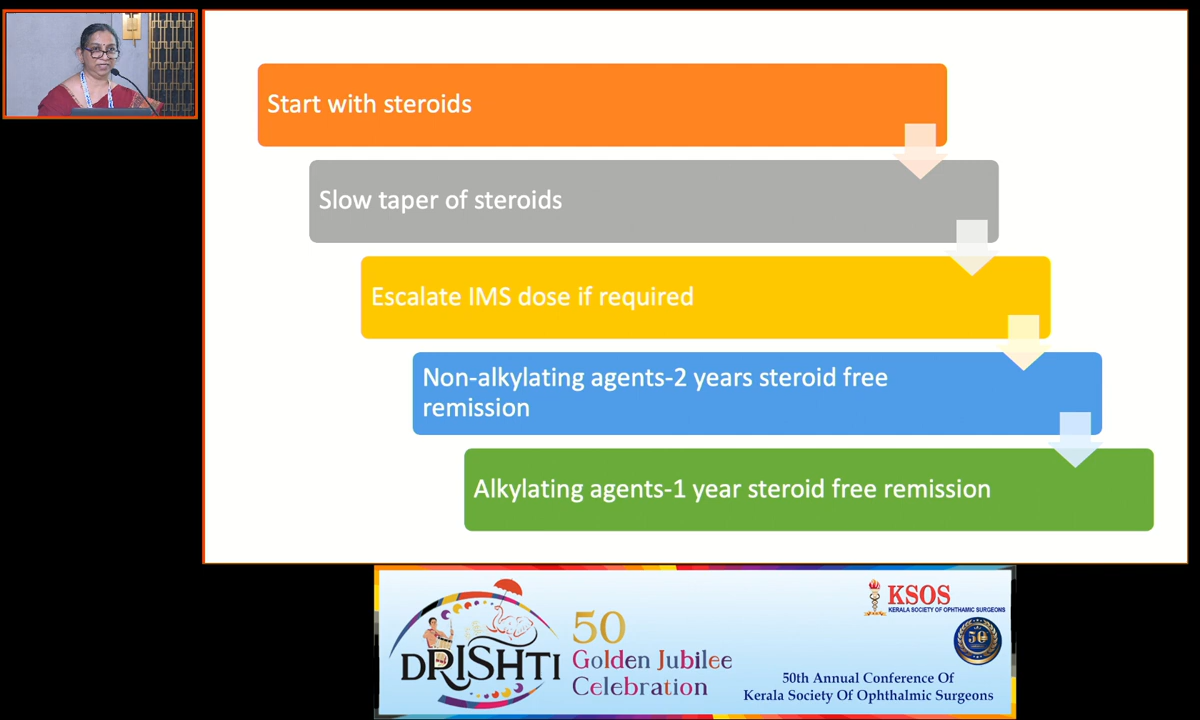 Start with steroids
Slow taper of steroids
Escalate IMS dose if required
Non-alkylating agents-2 years steroid free
remission
Alkylating agents-1 year steroid free remission
DRISHTI
50
Golden Jubilee
Celebration
KSOS
KERALA SOCIETY OF OPHTHAMIC SURGEONS
50
50th Annual Conference Of
Kerala Society Of Ophthalmic Surgeons